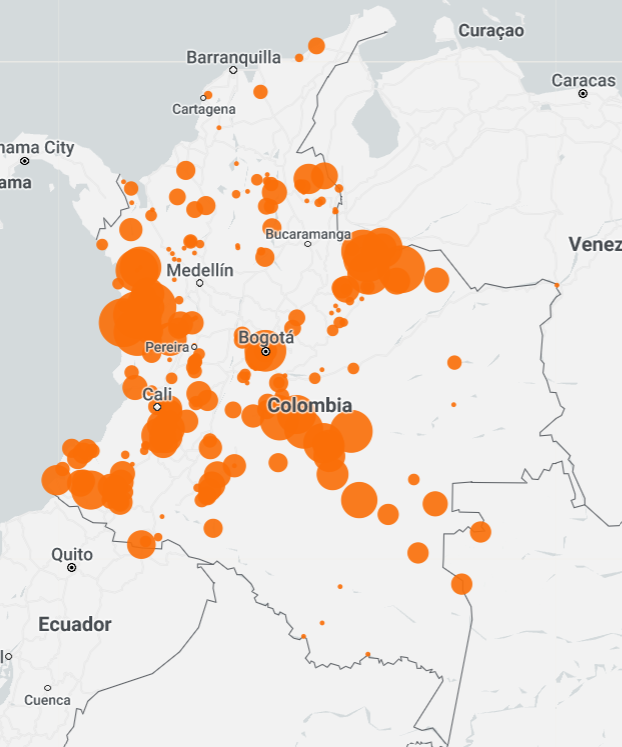 Curaçao
Barranquilla
Caracas
Cartagena
nama City
ama
Bucaramanga
Venez
Medellín
Bogotá
Pereira
Cali
Colombia
Quito
Ecuador
l
Cuenca